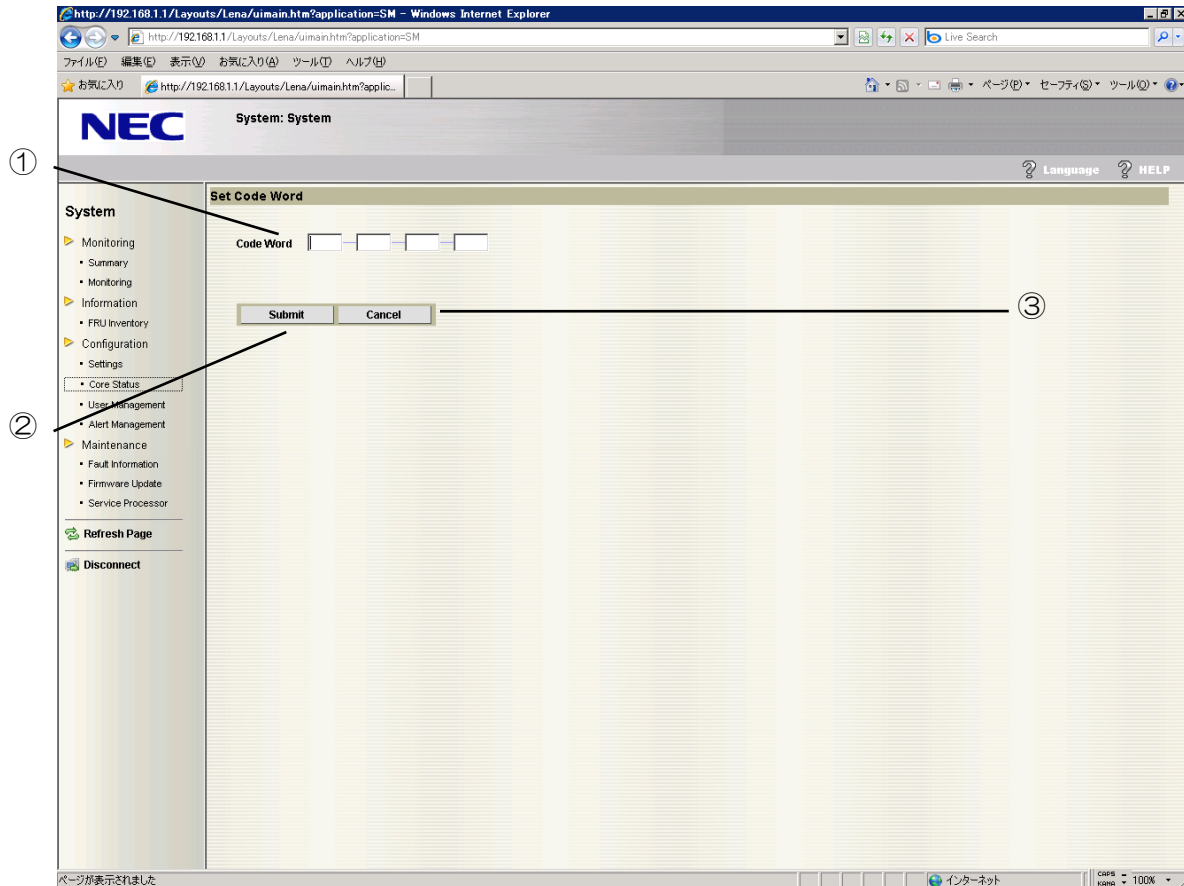 http://192.168.1.1/Layouts/Lena/uimain.htm?application=SM - Windows Internet Explorer
http://192.168.1.1/Layouts/Lena/uimain.htm?application=SM
Live Search
ファイル(F) 編集(E) 表示(V) お気に入り(A) ツール(T) ヘルプ(H)
お気に入り
http://192.168.1.1/Layouts/Lena/uimain.htm?applic...
ページ(P) セーフティ(S) ツール(O)
NEC
System: System
①
? Language ? HELP
Set Code Word
System
Code Word
Monitoring
• Summary
• Monitoring
Information
③
Submit Cancel
• FRU Inventory
Configuration
• Settings
• Core Status
• User Management
②
• Alert Management
Maintenance
• Fault Information
• Firmware Update
• Service Processor
Refresh Page
Disconnect
ページが表示されました
インターネット
CAPS
KANA
100%